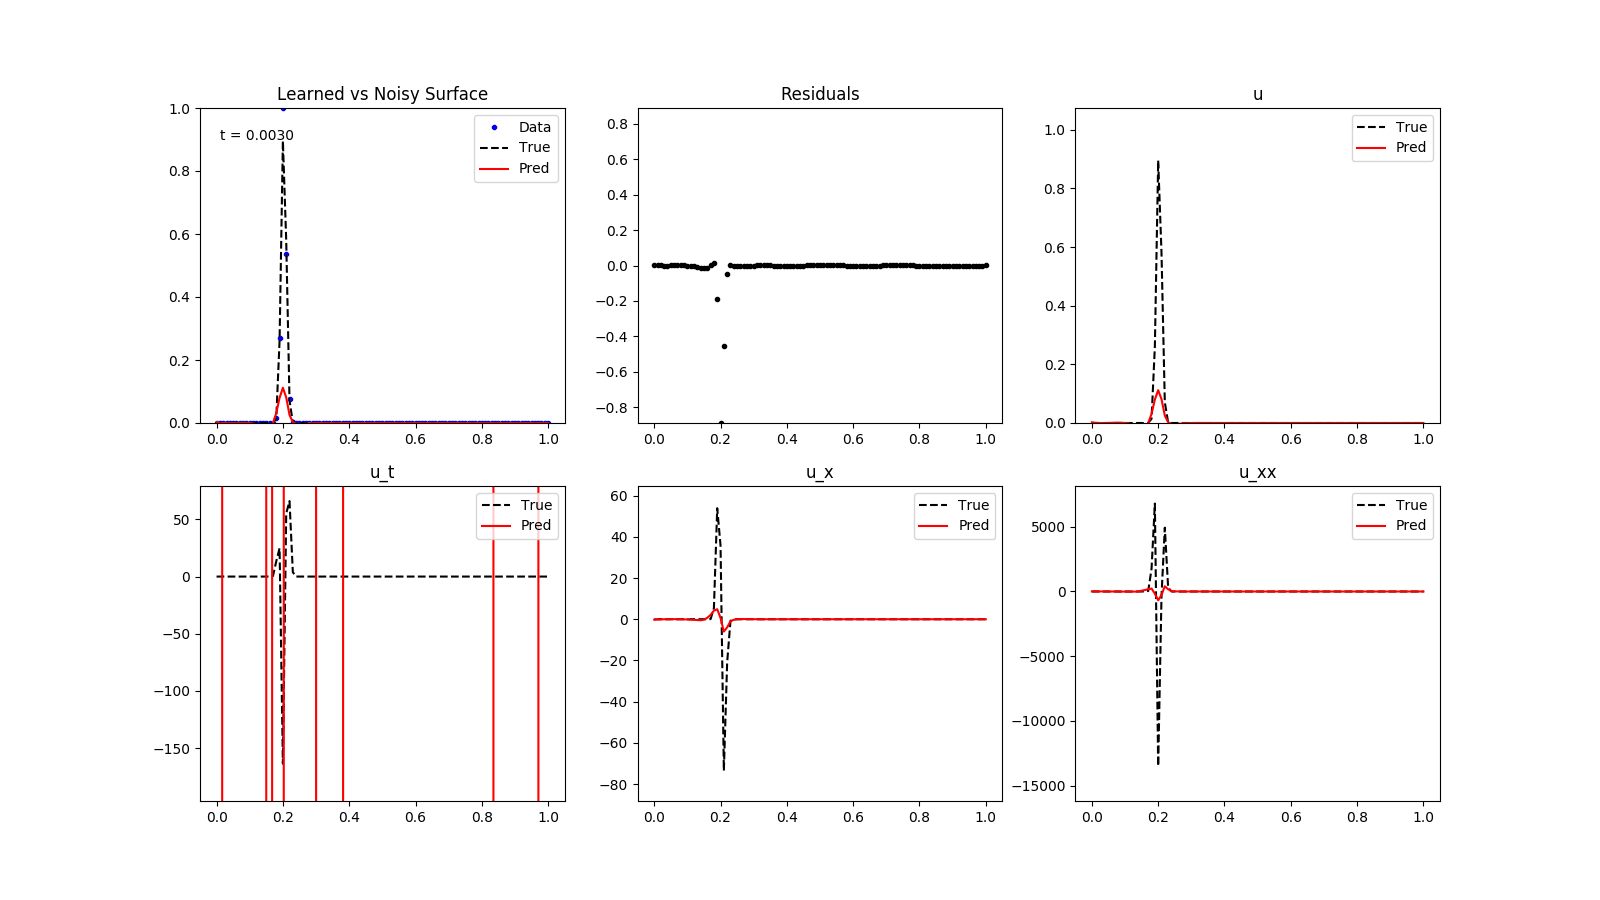 Learned vs Noisy Surface
1.0
0.8
0.6
0.4
0.2
0.0
t = 0.0030
Data
True
Pred
0.0 0.2 0.4 0.6 0.8 1.0
Residuals
0.8
0.6
0.4
0.2
0.0
−0.2
−0.4
−0.6
−0.8
0.0 0.2 0.4 0.6 0.8 1.0
u
1.0
0.8
0.6
0.4
0.2
0.0
True
Pred
0.0 0.2 0.4 0.6 0.8 1.0
u_t
50
0
−50
−100
−150
True
Pred
0.0 0.2 0.4 0.6 0.8 1.0
u_x
60
40
20
0
−20
−40
−60
−80
True
Pred
0.0 0.2 0.4 0.6 0.8 1.0
u_xx
5000
0
−5000
−10000
−15000
True
Pred
0.0 0.2 0.4 0.6 0.8 1.0